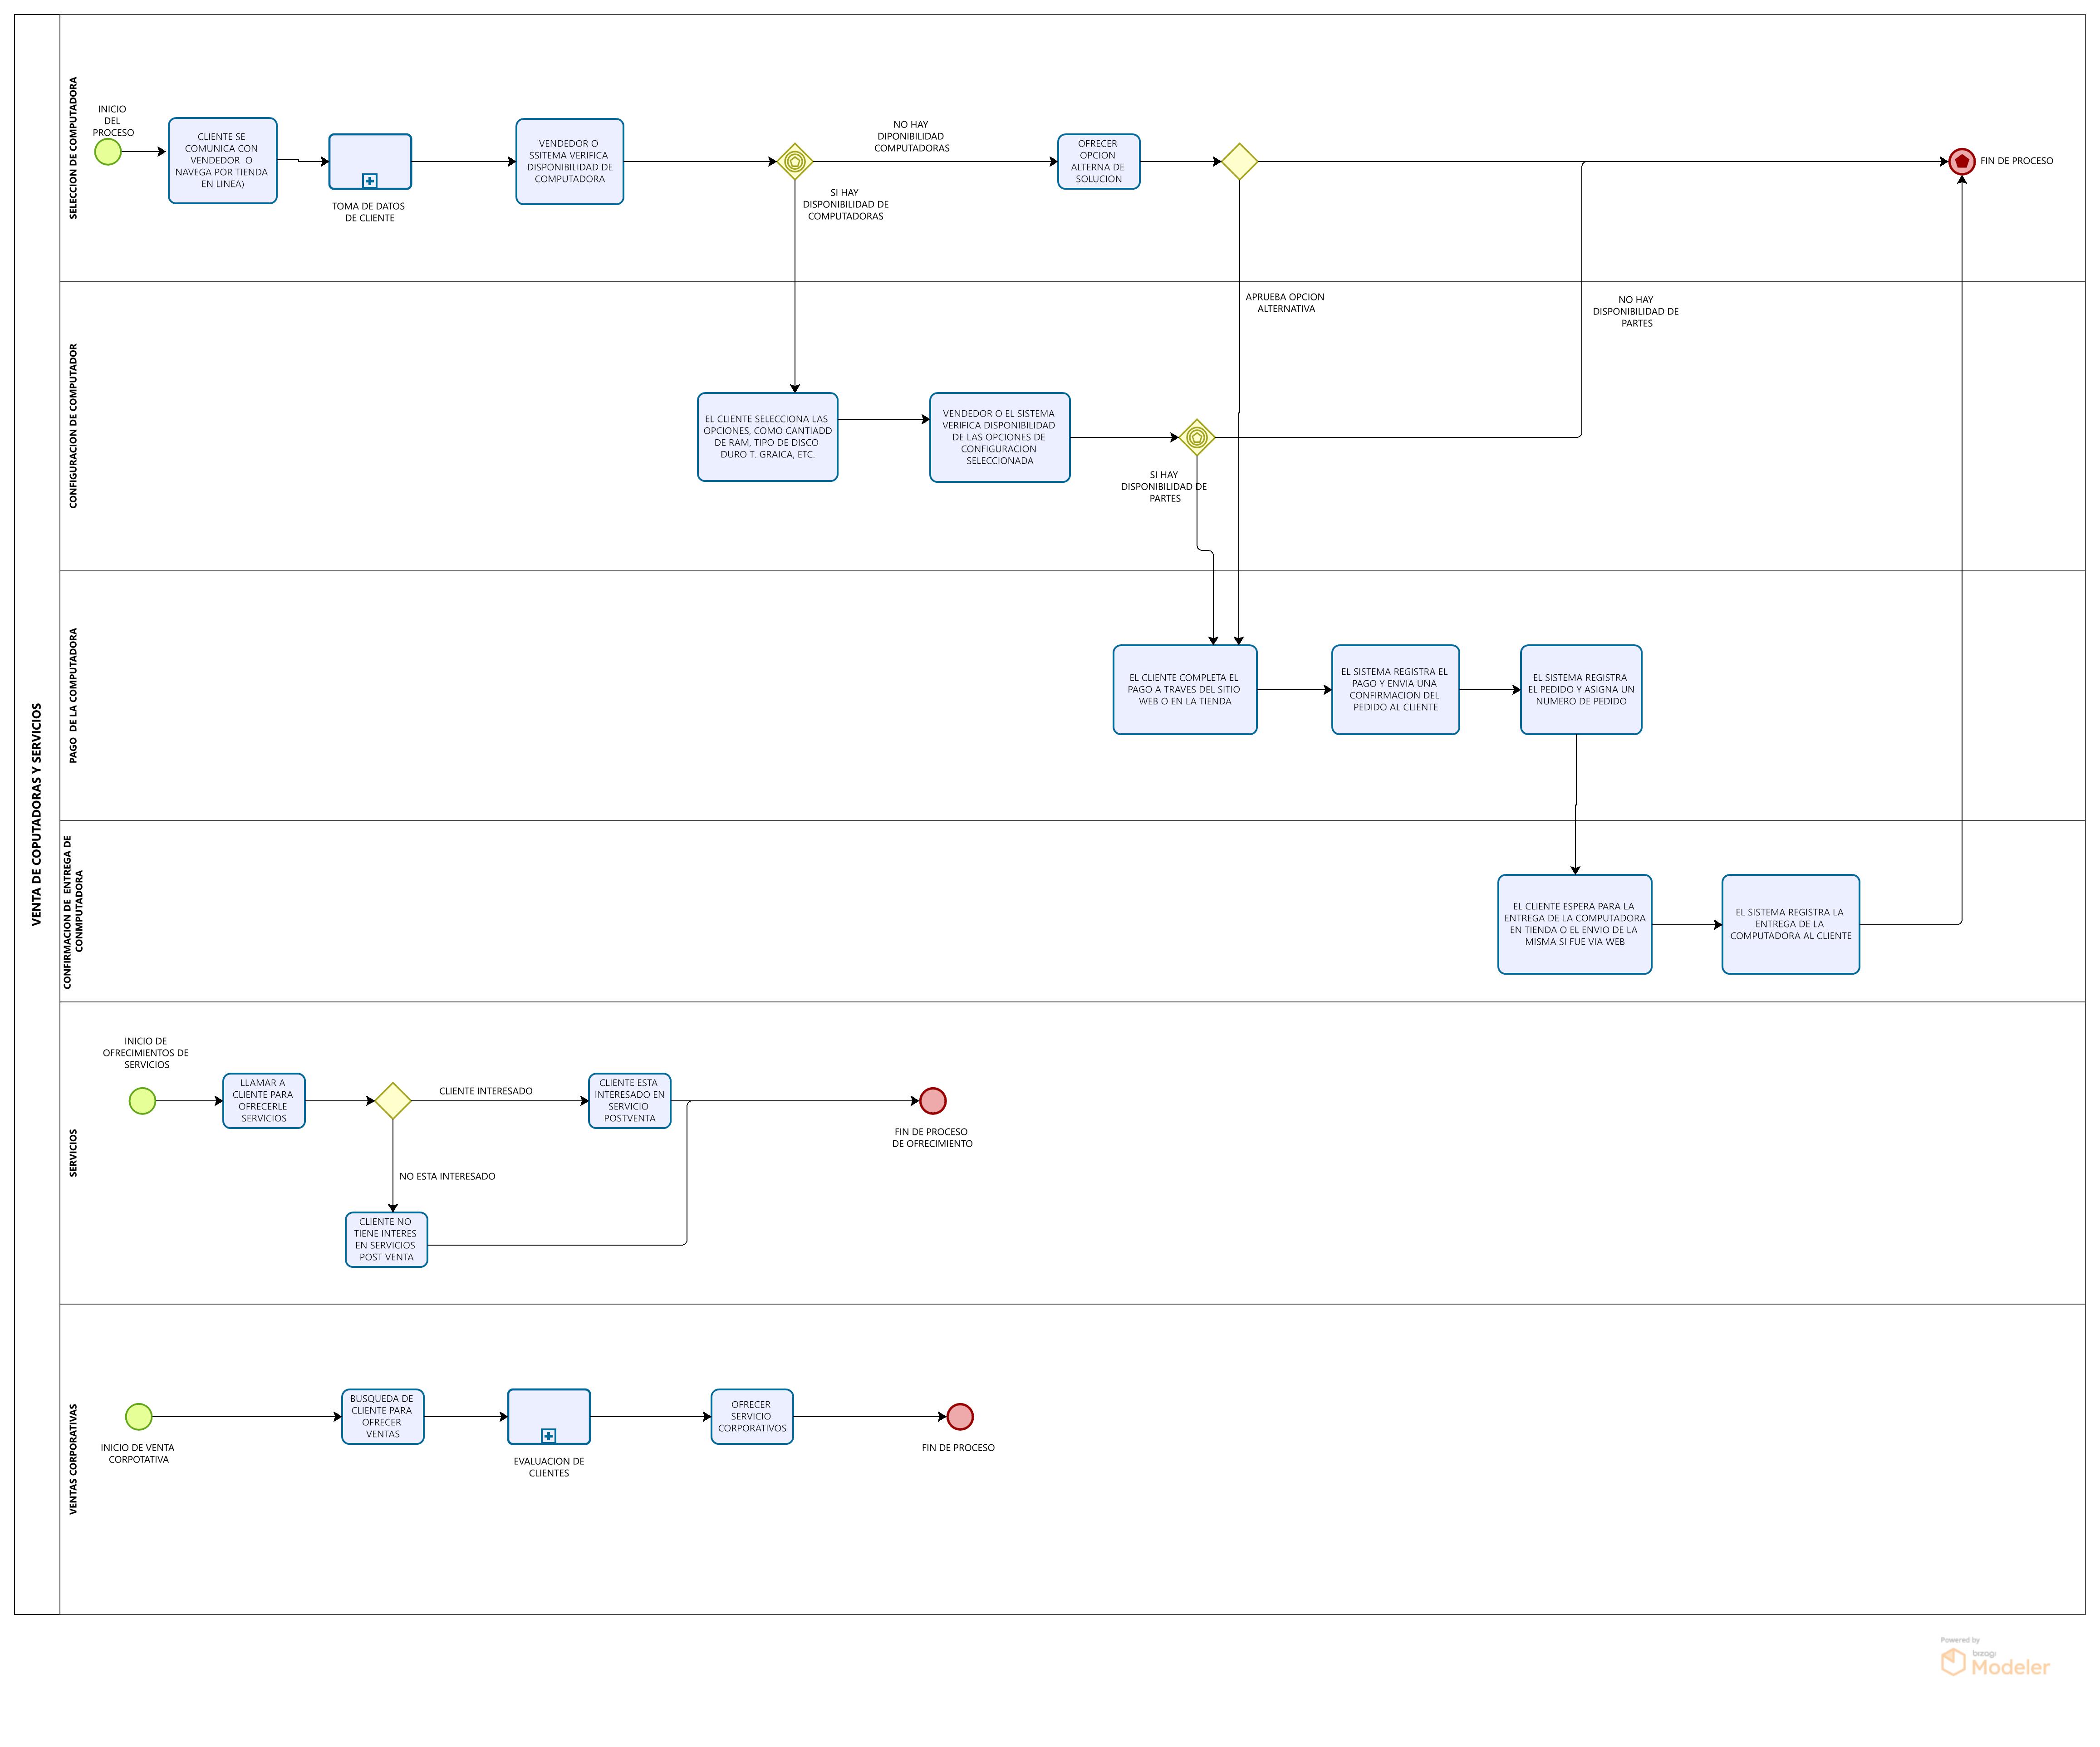 VENTA DE COPUTADORAS Y SERVICIOS
SELECCION DE COMPUTADORA
INICIO
DEL
PROCESO
CLIENTE SE
COMUNICA CON
VENDEDOR O
NAVEGA POR TIENDA
EN LINEA)
TOMA DE DATOS
DE CLIENTE
VENDEDOR O
SSITEMA VERIFICA
DISPONIBILIDAD DE
COMPUTADORA
NO HAY
DIPONIBILIDAD
COMPUTADORAS
SI HAY
DISPONIBILIDAD DE
COMPUTADORAS
OFRECER
OPCION
ALTERNA DE
SOLUCION
FIN DE PROCESO
CONFIGURACION DE COMPUTADOR
APRUEBA OPCION
ALTERNATIVA
NO HAY
DISPONIBILIDAD DE
PARTES
EL CLIENTE SELECCIONA LAS
OPCIONES, COMO CANTIADD
DE RAM, TIPO DE DISCO
DURO T. GRAICA, ETC.
VENDEDOR O EL SISTEMA
VERIFICA DISPONIBILIDAD
DE LAS OPCIONES DE
CONFIGURACION
SELECCIONADA
SI HAY
DISPONIBILIDAD DE
PARTES
PAGO DE LA COMPUTADORA
EL CLIENTE COMPLETA EL
PAGO A TRAVES DEL SITIO
WEB O EN LA TIENDA
EL SISTEMA REGISTRA EL
PAGO Y ENVIA UNA
CONFIRMACION DEL
PEDIDO AL CLIENTE
EL SISTEMA REGISTRA
EL PEDIDO Y ASIGNA UN
NUMERO DE PEDIDO
CONFIRMACION DE ENTREGA DE
CONMPUTADORA
EL CLIENTE ESPERA PARA LA
ENTREGA DE LA COMPUTADORA
EN TIENDA O EL ENVIO DE LA
MISMA SI FUE VIA WEB
EL SISTEMA REGISTRA LA
ENTREGA DE LA
COMPUTADORA AL CLIENTE
SERVICIOS
INICIO DE
OFRECIMIENTOS DE
SERVICIOS
LLAMAR A
CLIENTE PARA
OFRECERLE
SERVICIOS
CLIENTE INTERESADO
CLIENTE ESTA
INTERESADO EN
SERVICIO
POSTVENTA
FIN DE PROCESO
DE OFRECIMIENTO
NO ESTA INTERESADO
CLIENTE NO
TIENE INTERES
EN SERVICIOS
POST VENTA
VENTAS CORPORATIVAS
INICIO DE VENTA
CORPOTATIVA
BUSQUEDA DE
CLIENTE PARA
OFRECER
VENTAS
EVALUACION DE
CLIENTES
OFRECER
SERVICIO
CORPORATIVOS
FIN DE PROCESO
Powered by
bizagi
Modeler